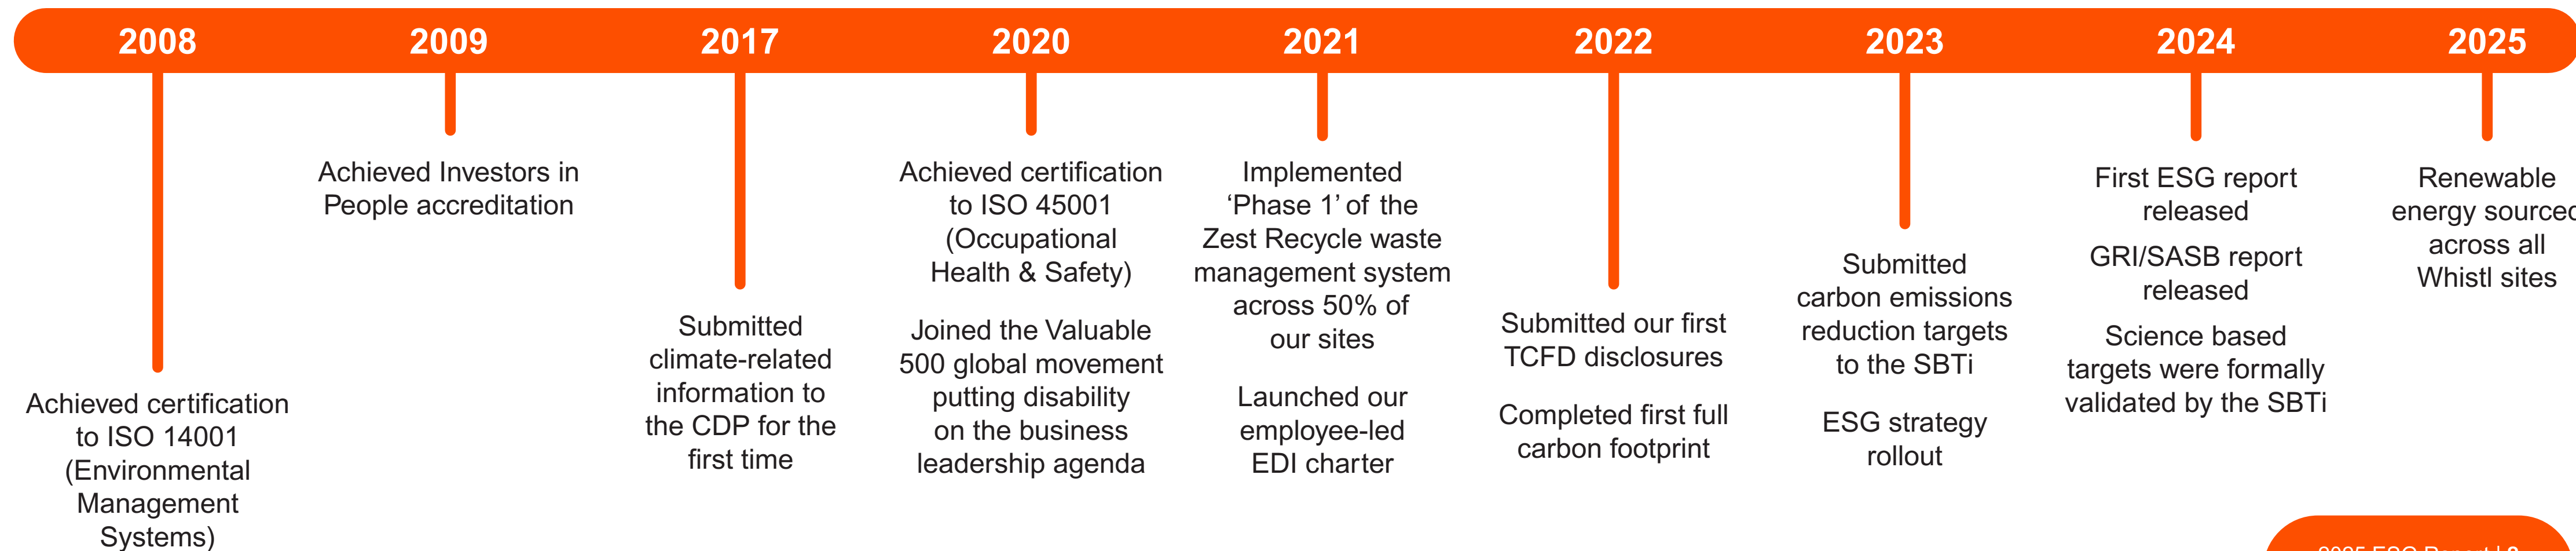 2008
Achieved certification
to ISO 14001
(Environmental
Management
Systems)
2009
Achieved Investors in
People accreditation
2017
Submitted
climate-related
information to
the CDP for the
first time
2020
Achieved certification
to ISO 45001
(Occupational
Health & Safety)
Joined the Valuable
500 global movement
putting disability
on the business
leadership agenda
2021
Implemented
‘Phase 1’ of the
Zest Recycle waste
management system
across 50% of
our sites
Launched our
employee-led
EDI charter
2022
Submitted our first
TCFD disclosures
Completed first full
carbon footprint
2023
Submitted
carbon emissions
reduction targets
to the SBTi
ESG strategy
rollout
2024
First ESG report
released
GRI/SASB report
released
Science based
targets were formally
validated by the SBTi
2025
Renewable
energy sourced
across all
Whistl sites
2025 ESG Report |